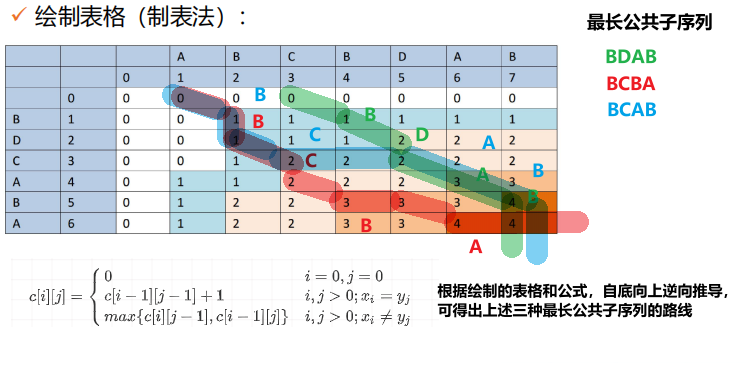 ✓ 绘制表格（制表法）：
最长公共子序列
BDAB
BCBA
BCAB
A B C B D A B
0 1 2 3 4 5 6 7
0 0 0 0 B 0 0 0 0 0
B 1 0 0 1 B 1 1 B 1 1 1
D 2 0 0 1 1 C 1 2 D 2 A 2
C 3 0 0 1 2 C 2 2 2 2 B
A 4 0 1 1 2 2 2 3 A 3
B 5 0 1 2 2 3 3 3 4 B
A 6 0 1 2 2 3 B 3 4 4
A
c[i][j] = { 0 i = 0, j = 0
c[i−1][j−1]+1 i, j > 0; x_i = y_j
max{c[i][j−1], c[i−1][j]} i, j > 0; x_i ≠ y_j
根据绘制的表格和公式，自底向上逆向推导，
可得出上述三种最长公共子序列的路线